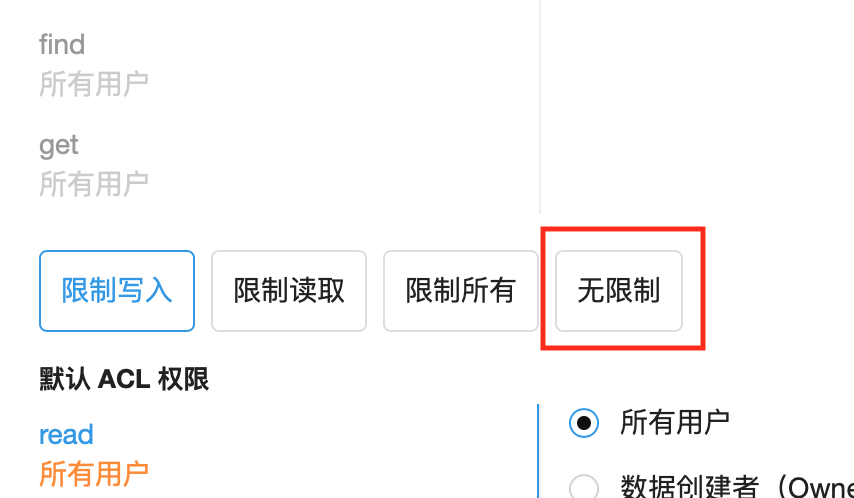 find
所有用户
get
所有用户
限制写入 限制读取 限制所有 无限制
默认 ACL 权限
read
所有用户
所有用户
数据创建者（Owne